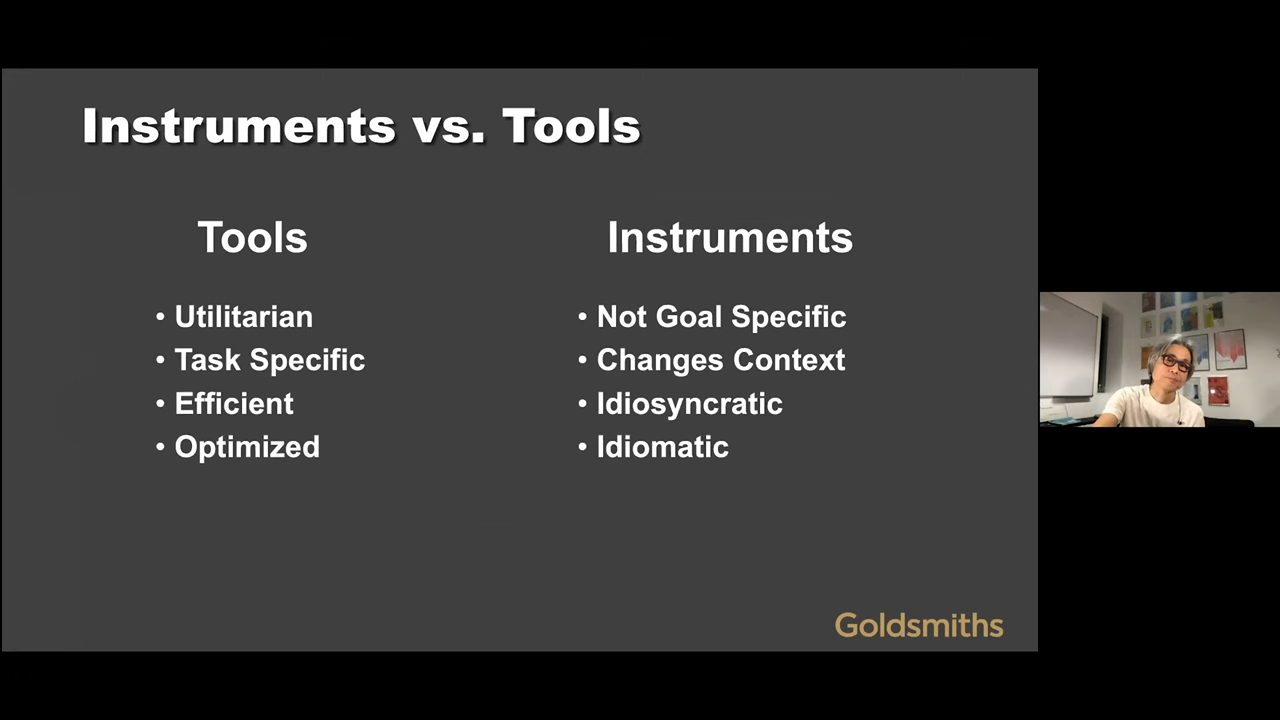 Instruments vs. Tools
Tools
• Utilitarian
• Task Specific
• Efficient
• Optimized
Instruments
• Not Goal Specific
• Changes Context
• Idiosyncratic
• Idiomatic
Goldsmiths